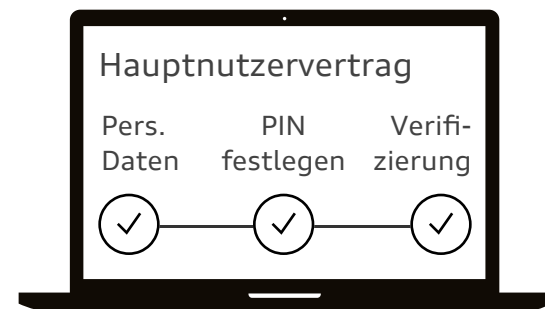 Hauptnutzervertrag
Pers. PIN Verifi-
Daten festlegen zierung